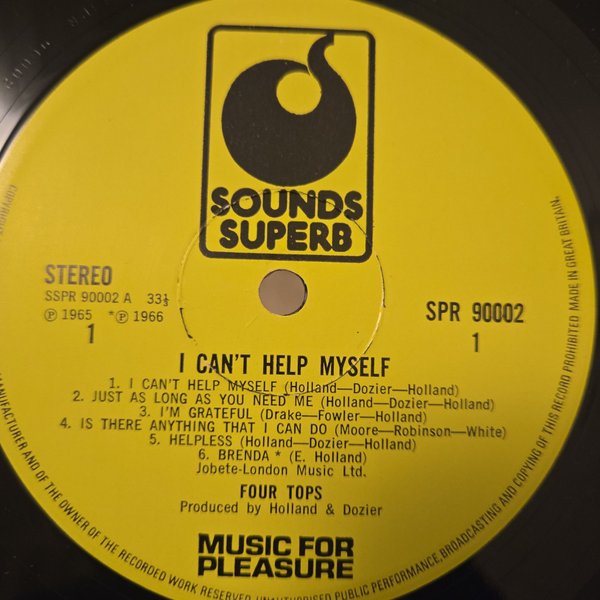 SOUNDS
SUPERB
STEREO
SSPR 90002 A 33⅓
℗ 1965 *℗ 1966
1
SPR 90002
1
I CAN'T HELP MYSELF
1. I CAN'T HELP MYSELF (Holland—Dozier—Holland)
2. JUST AS LONG AS YOU NEED ME (Holland—Dozier—Holland)
3. I'M GRATEFUL (Drake—Fowler—Holland)
4. IS THERE ANYTHING THAT I CAN DO (Moore—Robinson—White)
5. HELPLESS (Holland—Dozier—Holland)
6. BRENDA * (E. Holland)
Jobete-London Music Ltd.
FOUR TOPS
Produced by Holland & Dozier
MUSIC FOR
PLEASURE
MANUFACTURER AND OF THE OWNER OF THE RECORDED WORK RESERVED. UNAUTHORISED PUBLIC PERFORMANCE, BROADCASTING AND COPYING OF THIS RECORD PROHIBITED MADE IN GREAT BRITAIN.